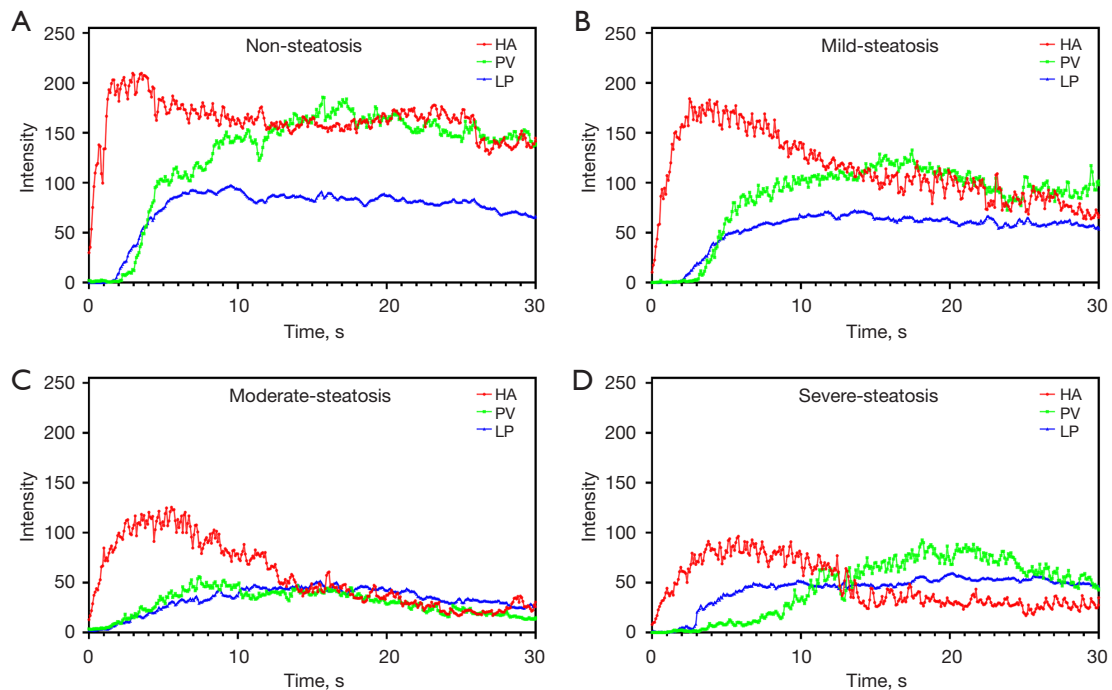 A
Non-steatosis
HA
PV
LP
250
200
150
100
50
0
Intensity
0 10 20 30
Time, s
B
Mild-steatosis
HA
PV
LP
250
200
150
100
50
0
Intensity
0 10 20 30
Time, s
C
Moderate-steatosis
HA
PV
LP
250
200
150
100
50
0
Intensity
0 10 20 30
Time, s
D
Severe-steatosis
HA
PV
LP
250
200
150
100
50
0
Intensity
0 10 20 30
Time, s